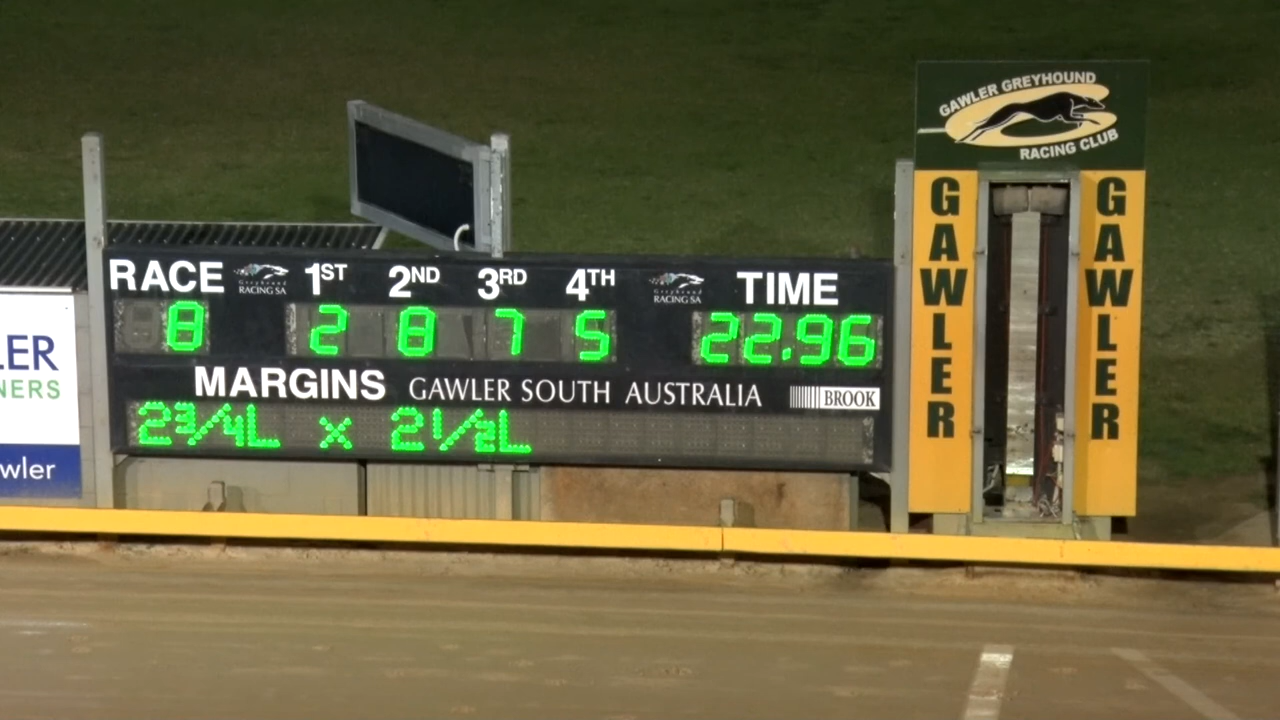 GAWLER GREYHOUND
RACING CLUB
GAWLER
GAWLER
RACE Greyhound RACING SA 1ST 2ND 3RD 4TH Greyhound RACING SA TIME
8 2 8 7 5 22.96
MARGINS GAWLER SOUTH AUSTRALIA BROOK
2¾L x 2½L
LER
NERS
wler